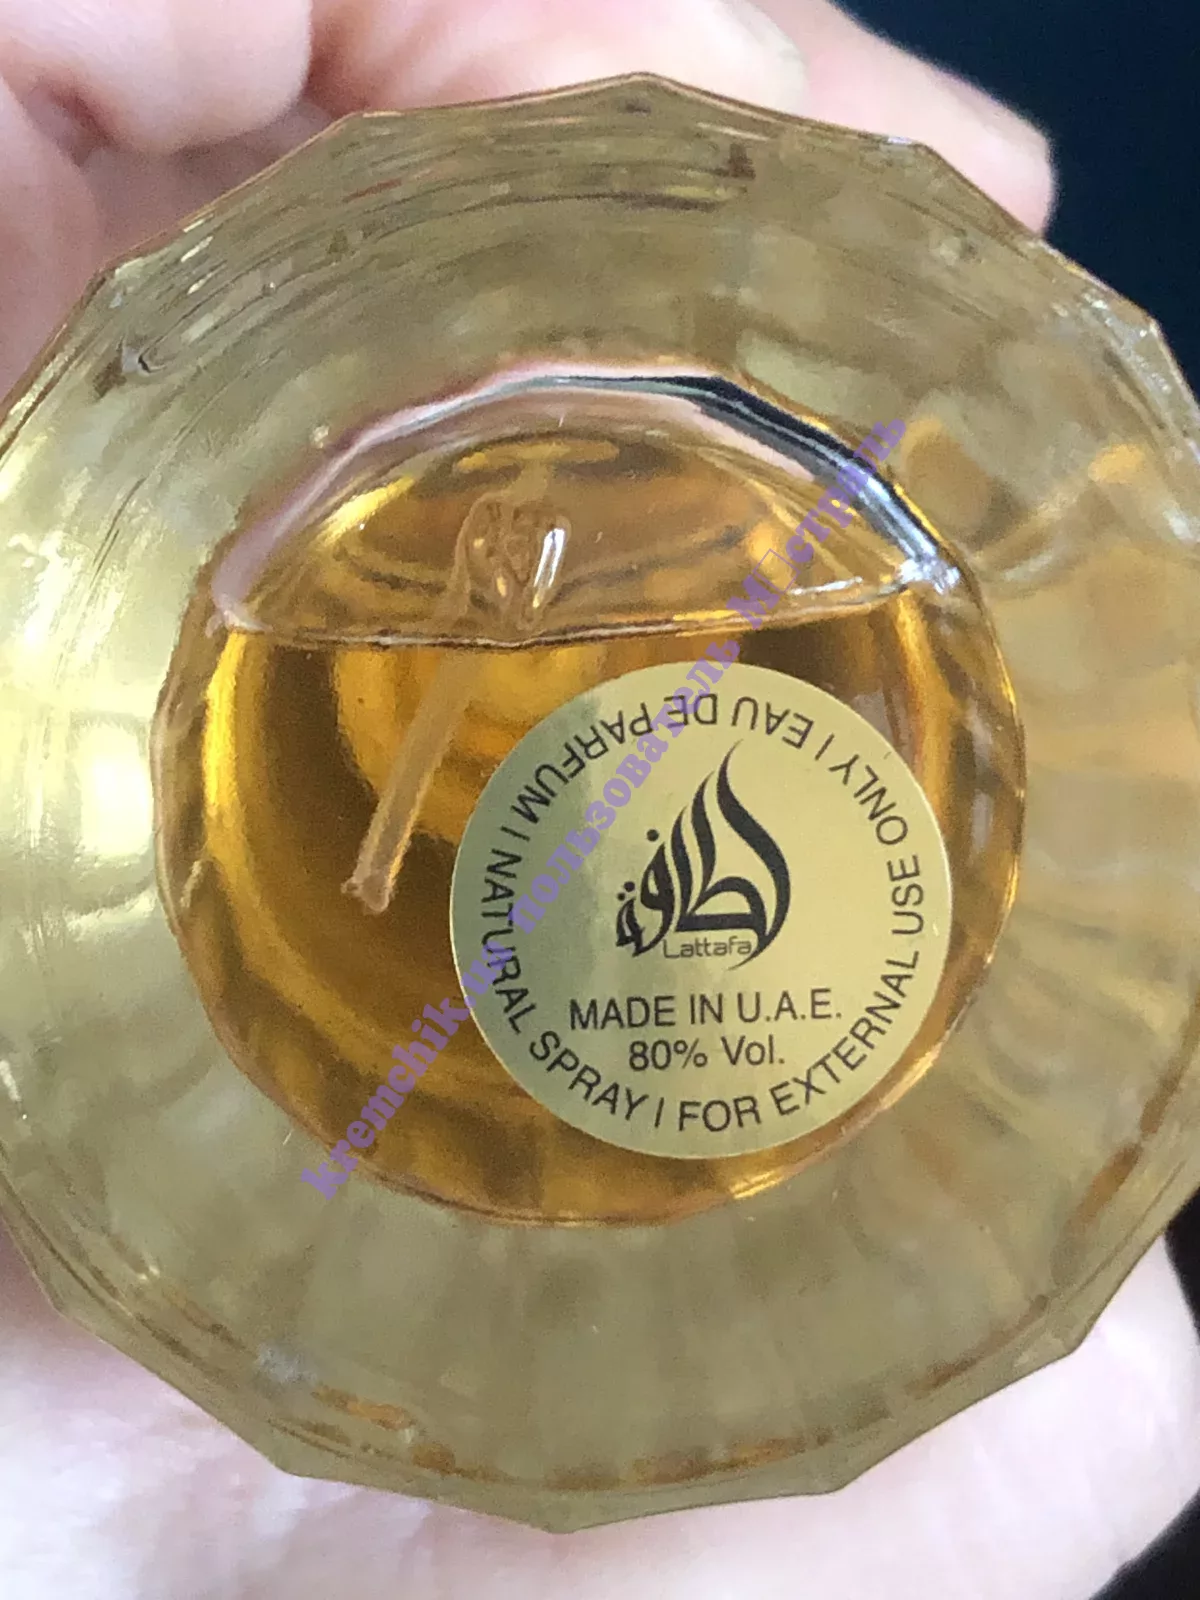 EAU DE PARFUM | NATURAL SPRAY | FOR EXTERNAL USE ONLY |
لطافة
Lattafa
MADE IN U.A.E.
80% Vol.
kremchik.ru пользователь